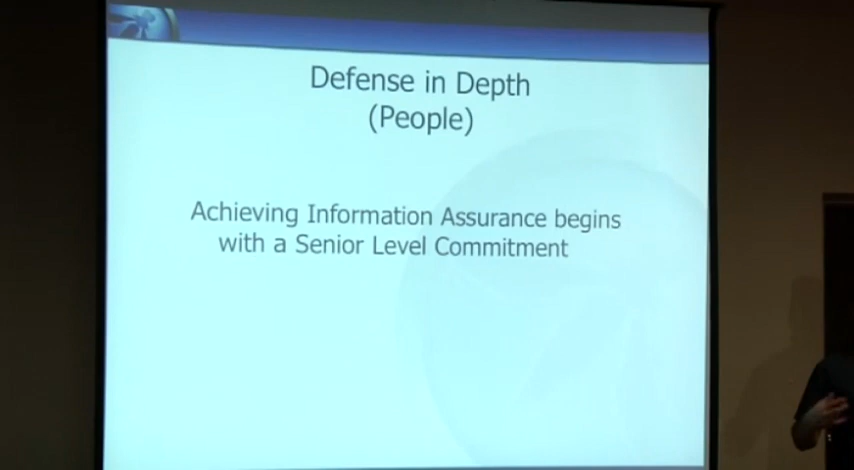 Defense in Depth
(People)
Achieving Information Assurance begins
with a Senior Level Commitment